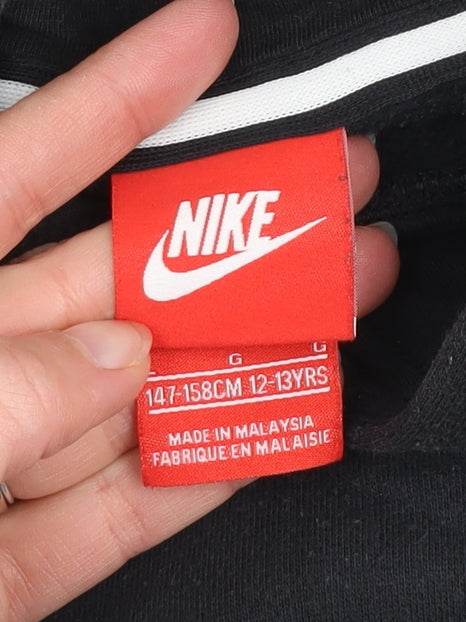 NIKE
G G
147-158CM 12-13YRS
MADE IN MALAYSIA
FABRIQUE EN MALAISIE